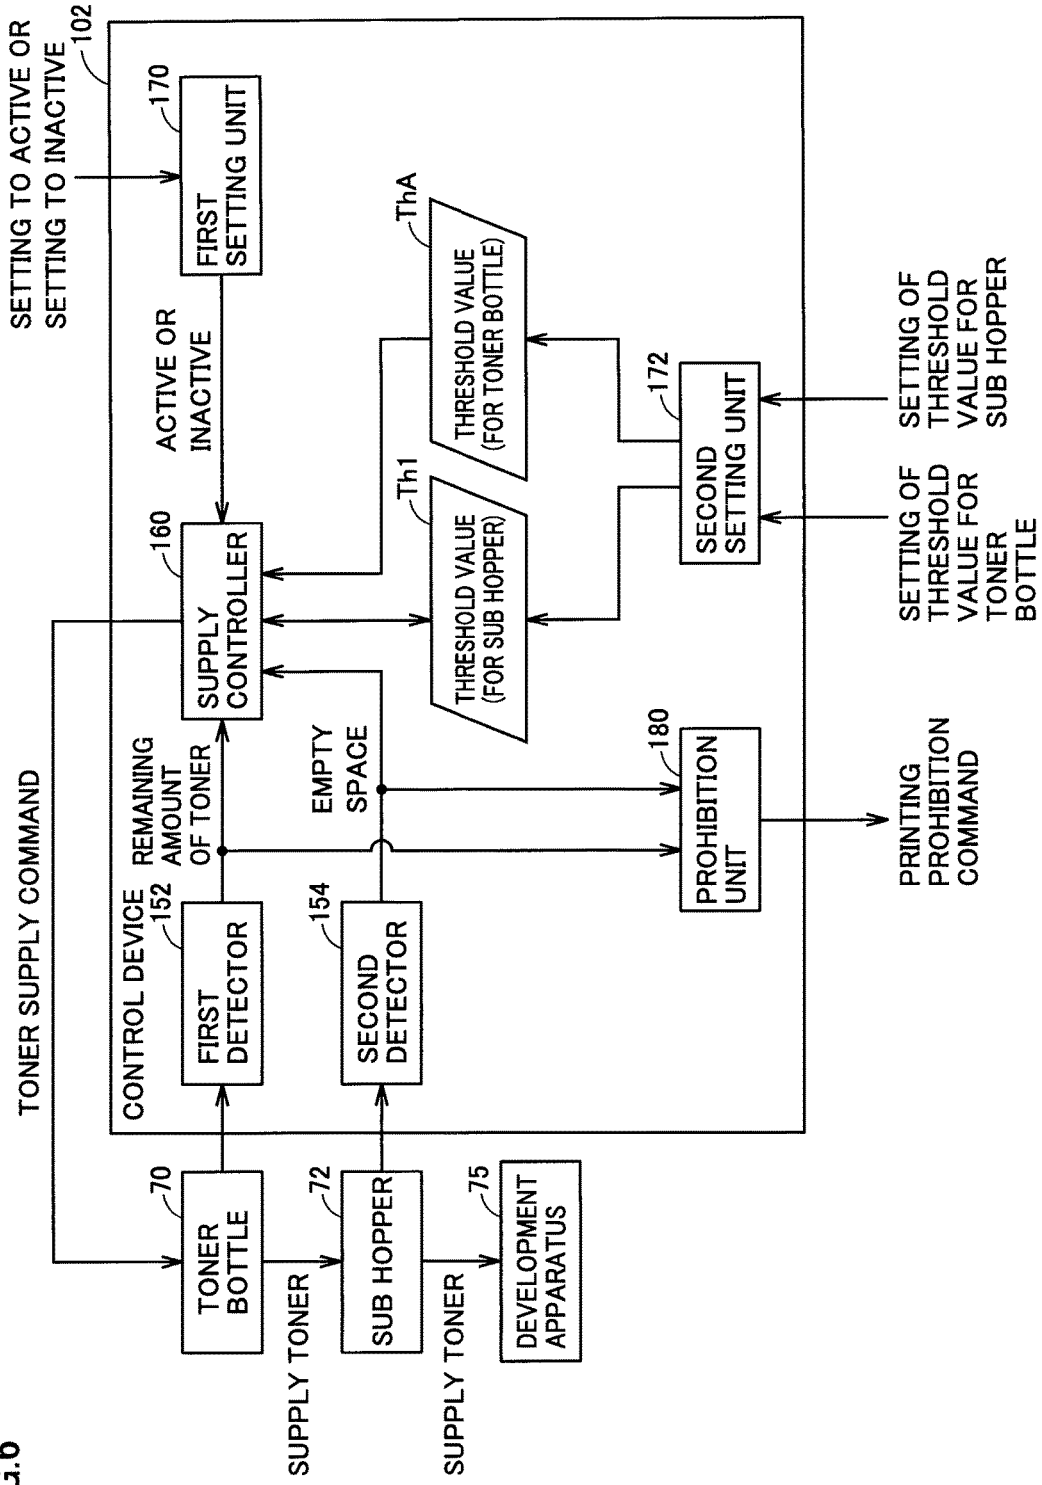 SETTING TO ACTIVE OR
SETTING TO INACTIVE
102
TONER SUPPLY COMMAND
CONTROL DEVICE
70
TONER
BOTTLE
152
FIRST
DETECTOR
REMAINING
AMOUNT
OF TONER
160
SUPPLY
CONTROLLER
ACTIVE OR
INACTIVE
170
FIRST
SETTING UNIT
SUPPLY TONER
72
SUB HOPPER
154
SECOND
DETECTOR
EMPTY
SPACE
Th1
THRESHOLD VALUE
(FOR SUB HOPPER)
ThA
THRESHOLD VALUE
(FOR TONER BOTTLE)
SUPPLY TONER
75
DEVELOPMENT
APPARATUS
180
PROHIBITION
UNIT
172
SECOND
SETTING UNIT
PRINTING
PROHIBITION
COMMAND
SETTING OF
THRESHOLD
VALUE FOR
TONER
BOTTLE
SETTING OF
THRESHOLD
VALUE FOR
SUB HOPPER